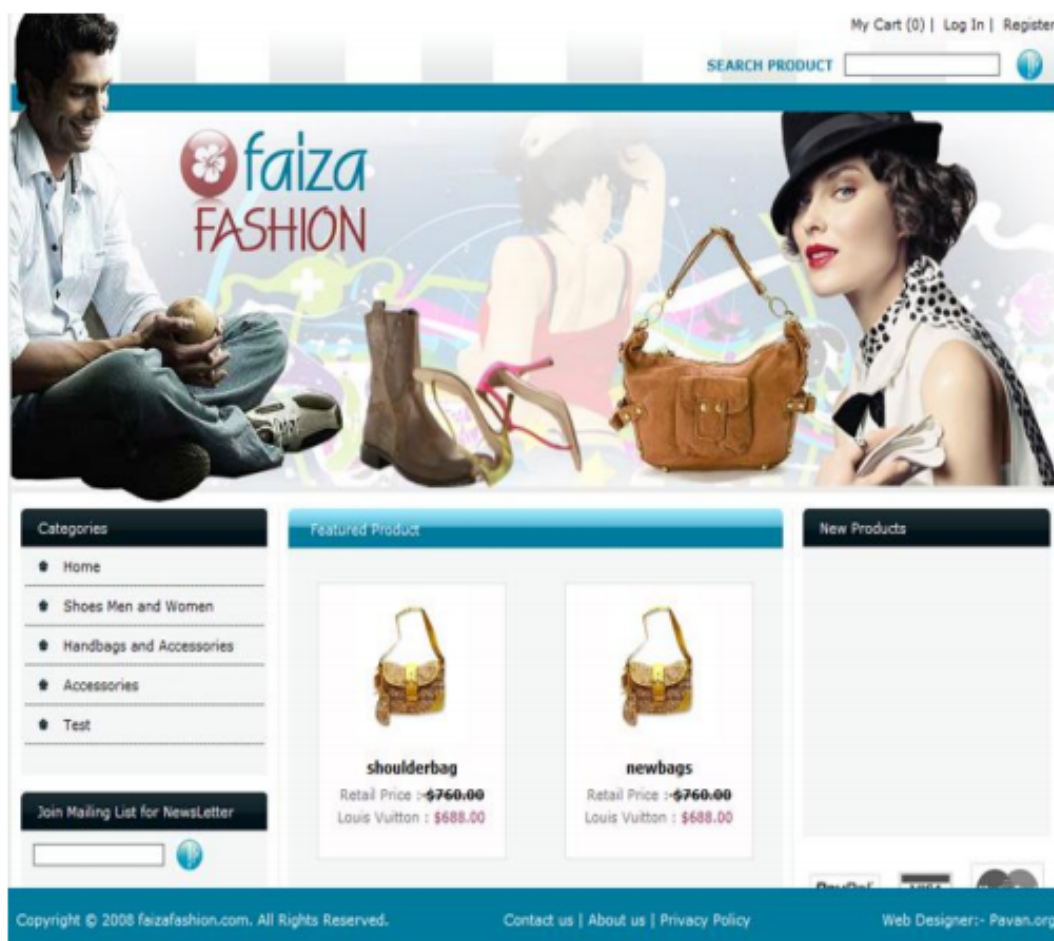 My Cart (0) | Log In | Register
SEARCH PRODUCT
faiza
FASHION
Categories
Home
Shoes Men and Women
Handbags and Accessories
Accessories
Test
Join Mailing List for NewsLetter
Featured Product
shoulderbag
Retail Price :-$760.00
Louis Vuitton : $688.00
newbags
Retail Price :-$760.00
Louis Vuitton : $688.00
New Products
PayPal VISA
Copyright © 2008 faizafashion.com. All Rights Reserved.
Contact us | About us | Privacy Policy
Web Designer:- Pavan.org